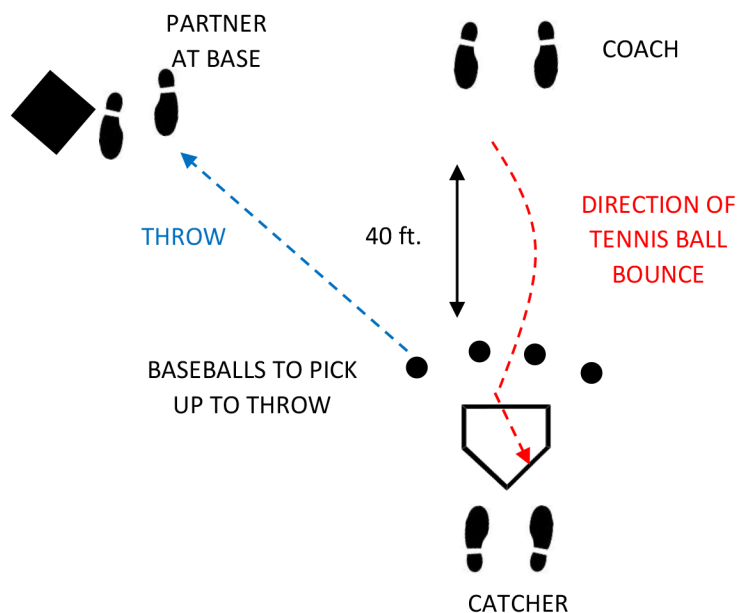 PARTNER
AT BASE
COACH
THROW
40 ft.
DIRECTION OF
TENNIS BALL
BOUNCE
BASEBALLS TO PICK
UP TO THROW
CATCHER